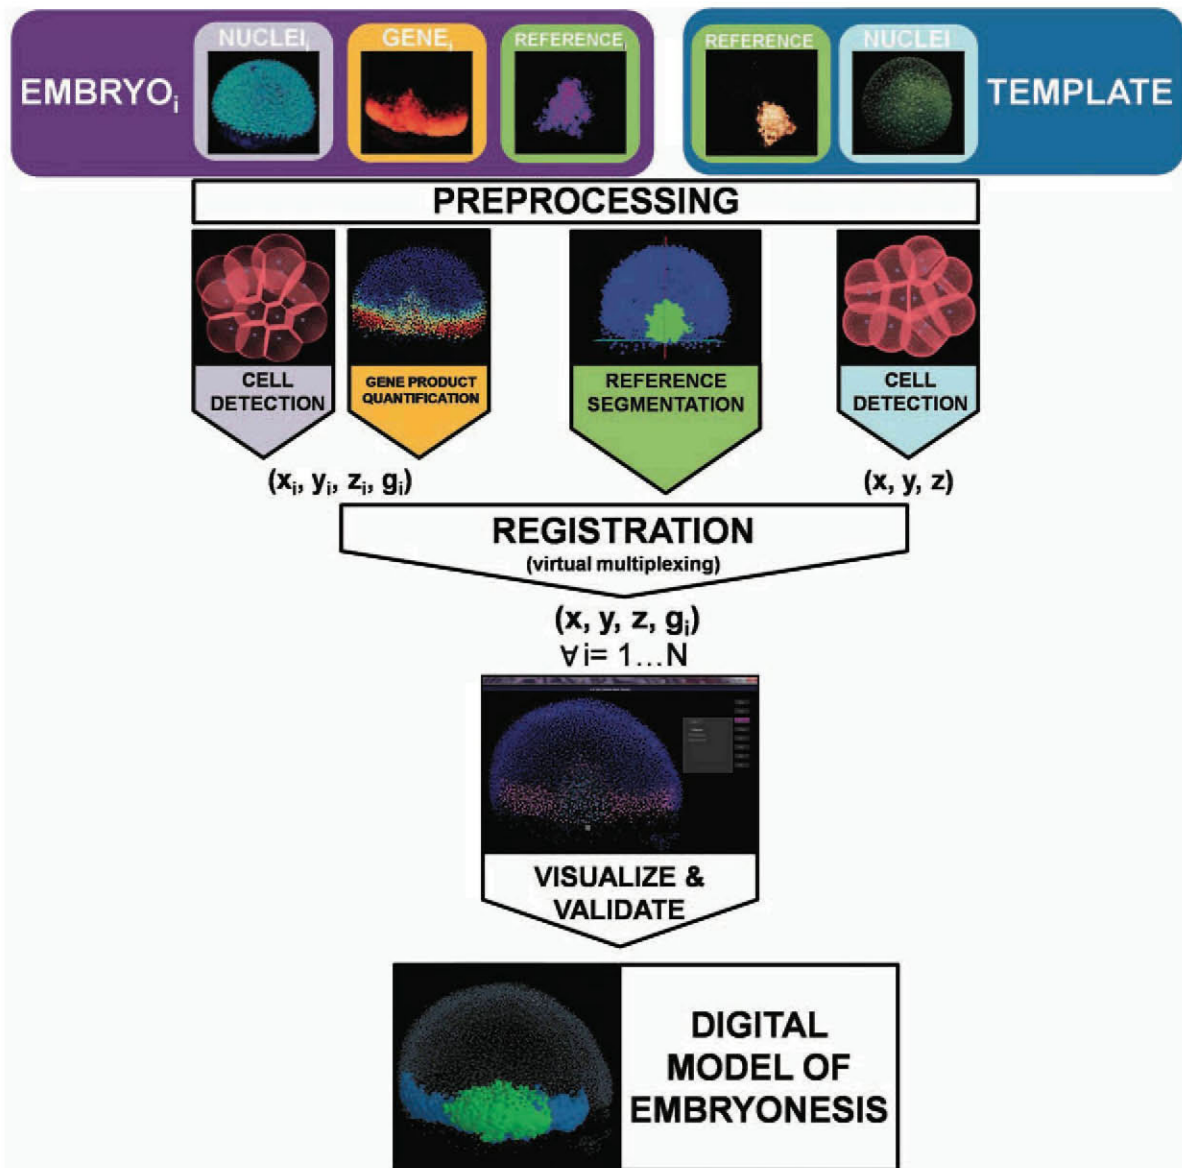 EMBRYOi
NUCLEIi
GENEi
REFERENCEi
REFERENCE
NUCLEI
TEMPLATE
PREPROCESSING
CELL
DETECTION
GENE PRODUCT
QUANTIFICATION
REFERENCE
SEGMENTATION
CELL
DETECTION
(xi, yi, zi, gi)
(x, y, z)
REGISTRATION
(virtual multiplexing)
(x, y, z, gi)
∀ i= 1...N
VISUALIZE &
VALIDATE
DIGITAL
MODEL OF
EMBRYONESIS